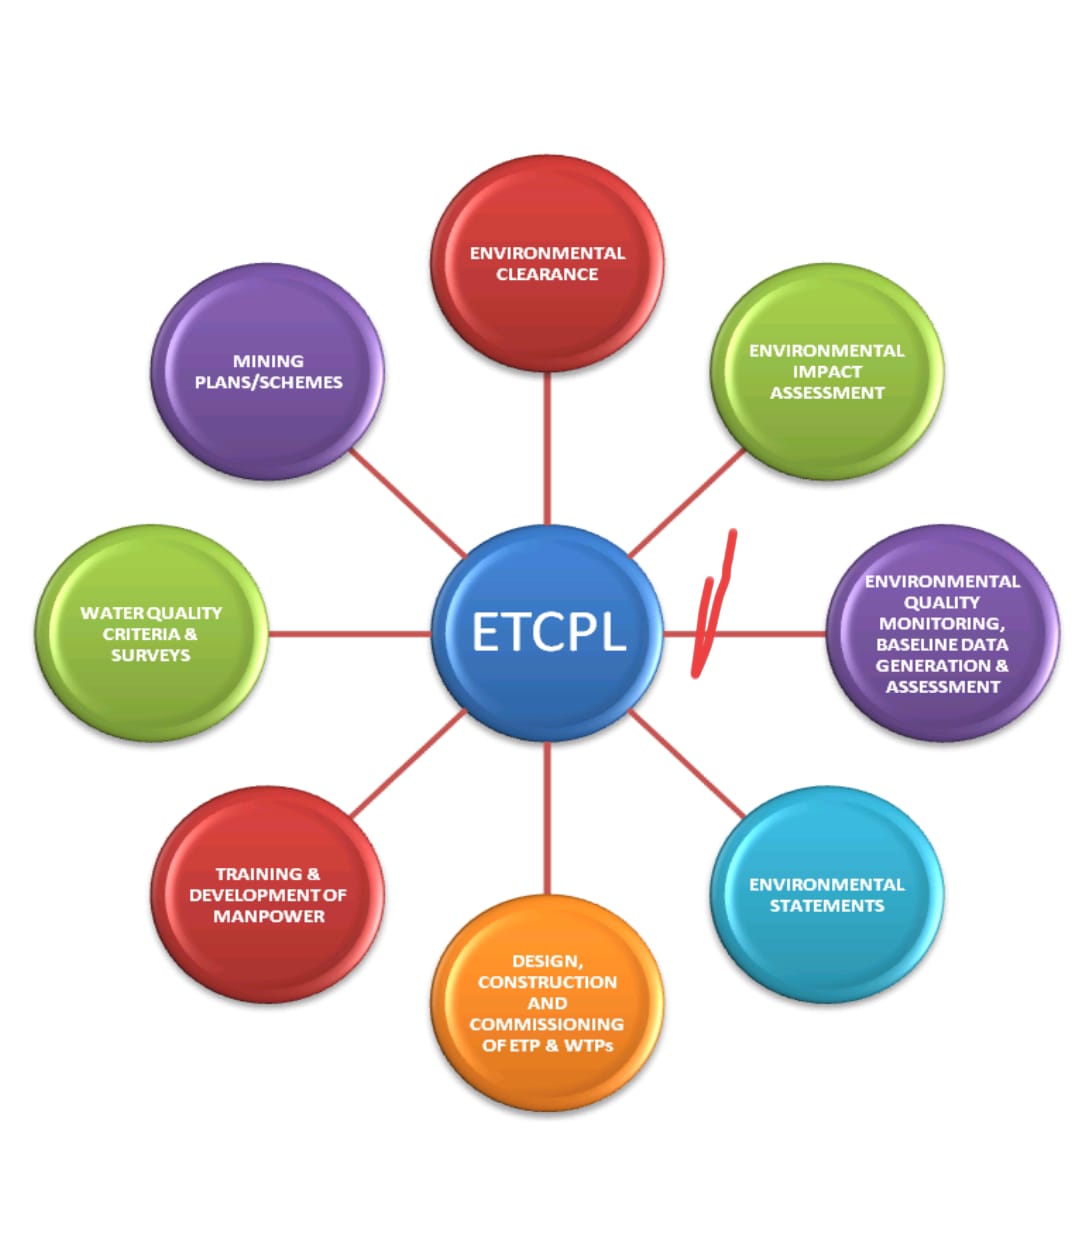 ENVIRONMENTAL
CLEARANCE
MINING
PLANS/SCHEMES
ENVIRONMENTAL
IMPACT
ASSESSMENT
WATER QUALITY
CRITERIA &
SURVEYS
ETCPL
ENVIRONMENTAL
QUALITY
MONITORING,
BASELINE DATA
GENERATION &
ASSESSMENT
TRAINING &
DEVELOPMENT OF
MANPOWER
ENVIRONMENTAL
STATEMENTS
DESIGN,
CONSTRUCTION
AND
COMMISSIONING
OF ETP & WTPs